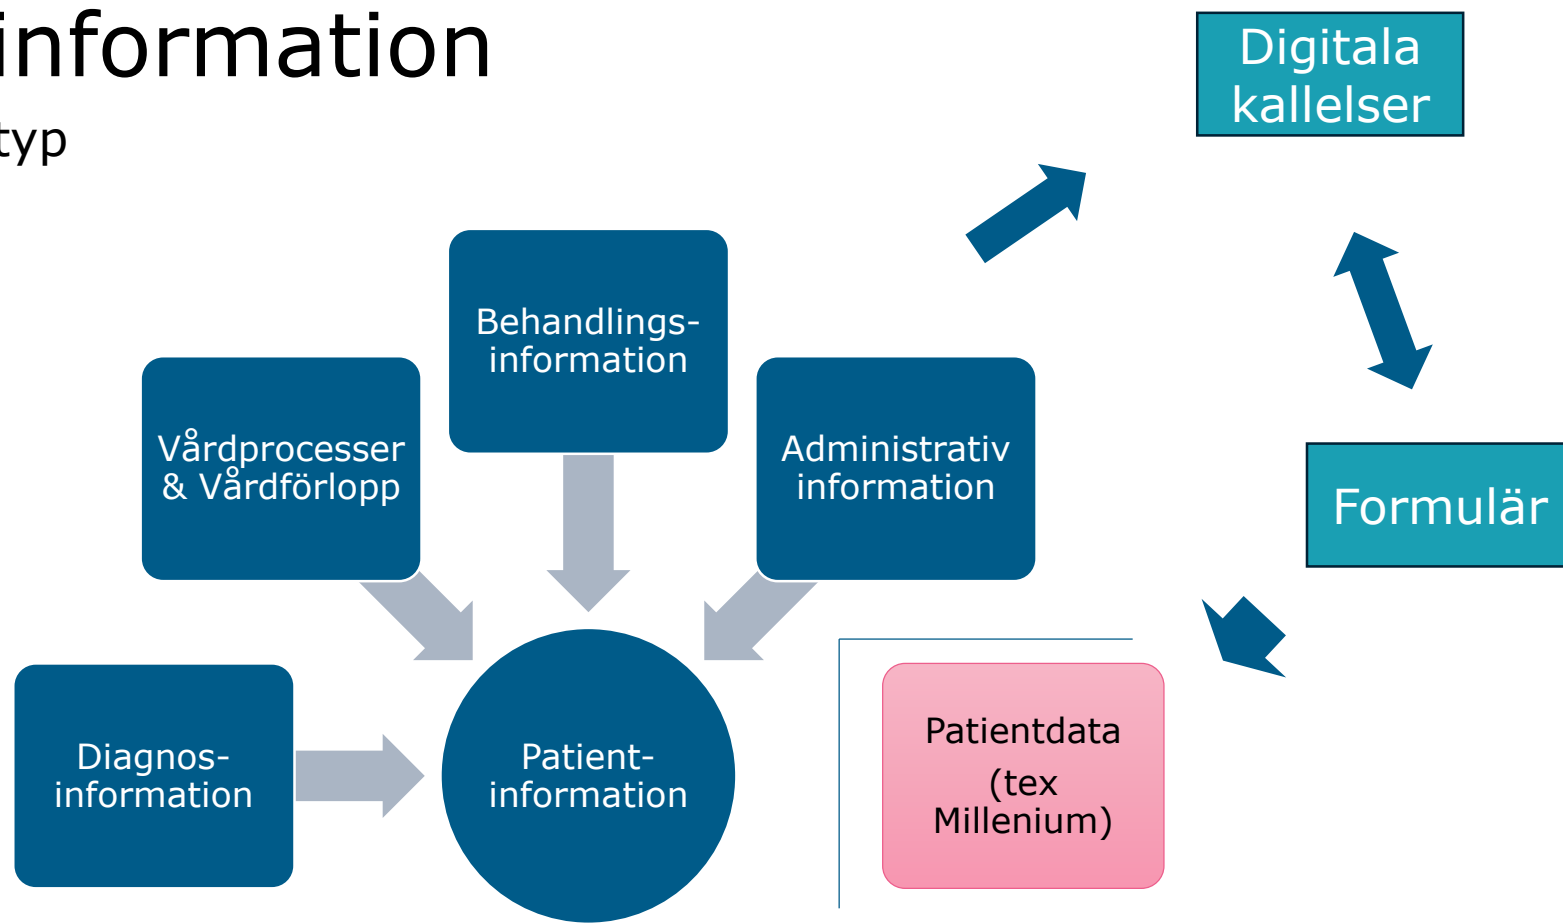 information
typ
Digitala
kallelser
Behandlings-
information
Vårdprocesser
& Vårdförlopp
Administrativ
information
Formulär
Diagnos-
information
Patient-
information
Patientdata
(tex
Millenium)